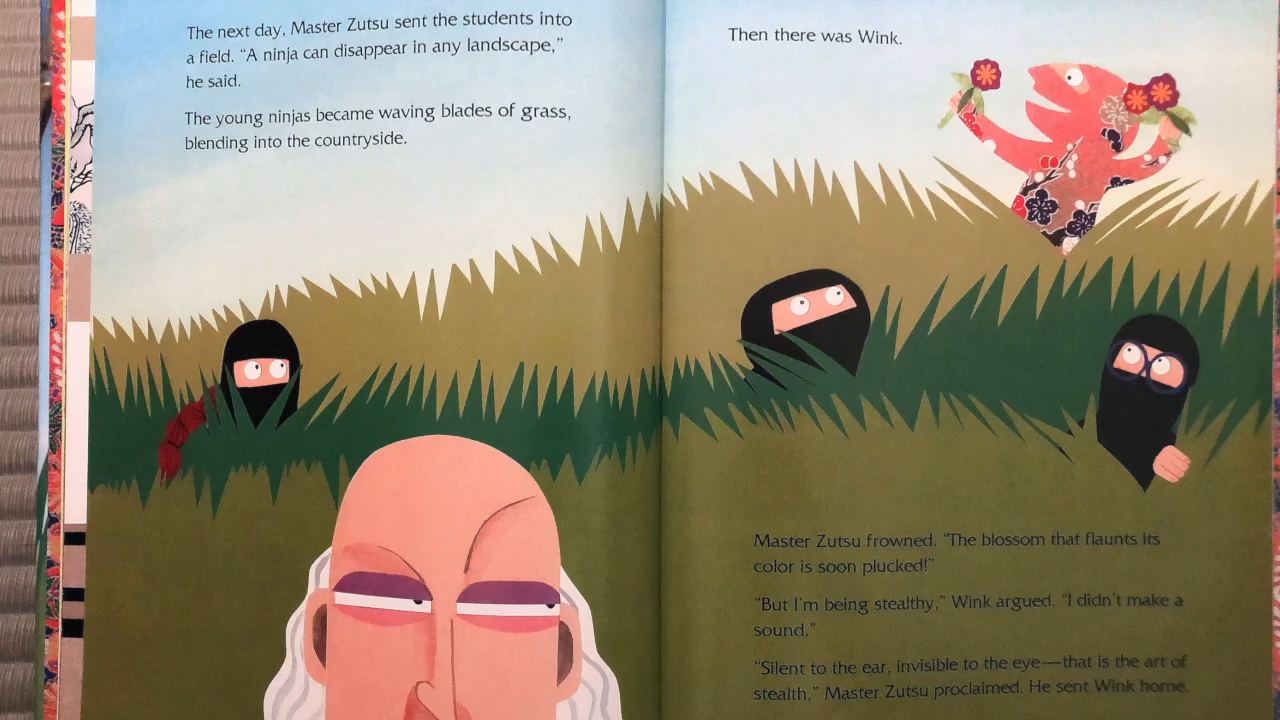 The next day, Master Zutsu sent the students into
a field. “A ninja can disappear in any landscape,”
he said.
The young ninjas became waving blades of grass,
blending into the countryside.
Then there was Wink.
Master Zutsu frowned. “The blossom that flaunts its
color is soon plucked!”
“But I’m being stealthy,” Wink argued. “I didn’t make a
sound.”
“Silent to the ear, invisible to the eye—that is the art of
stealth,” Master Zutsu proclaimed. He sent Wink home.